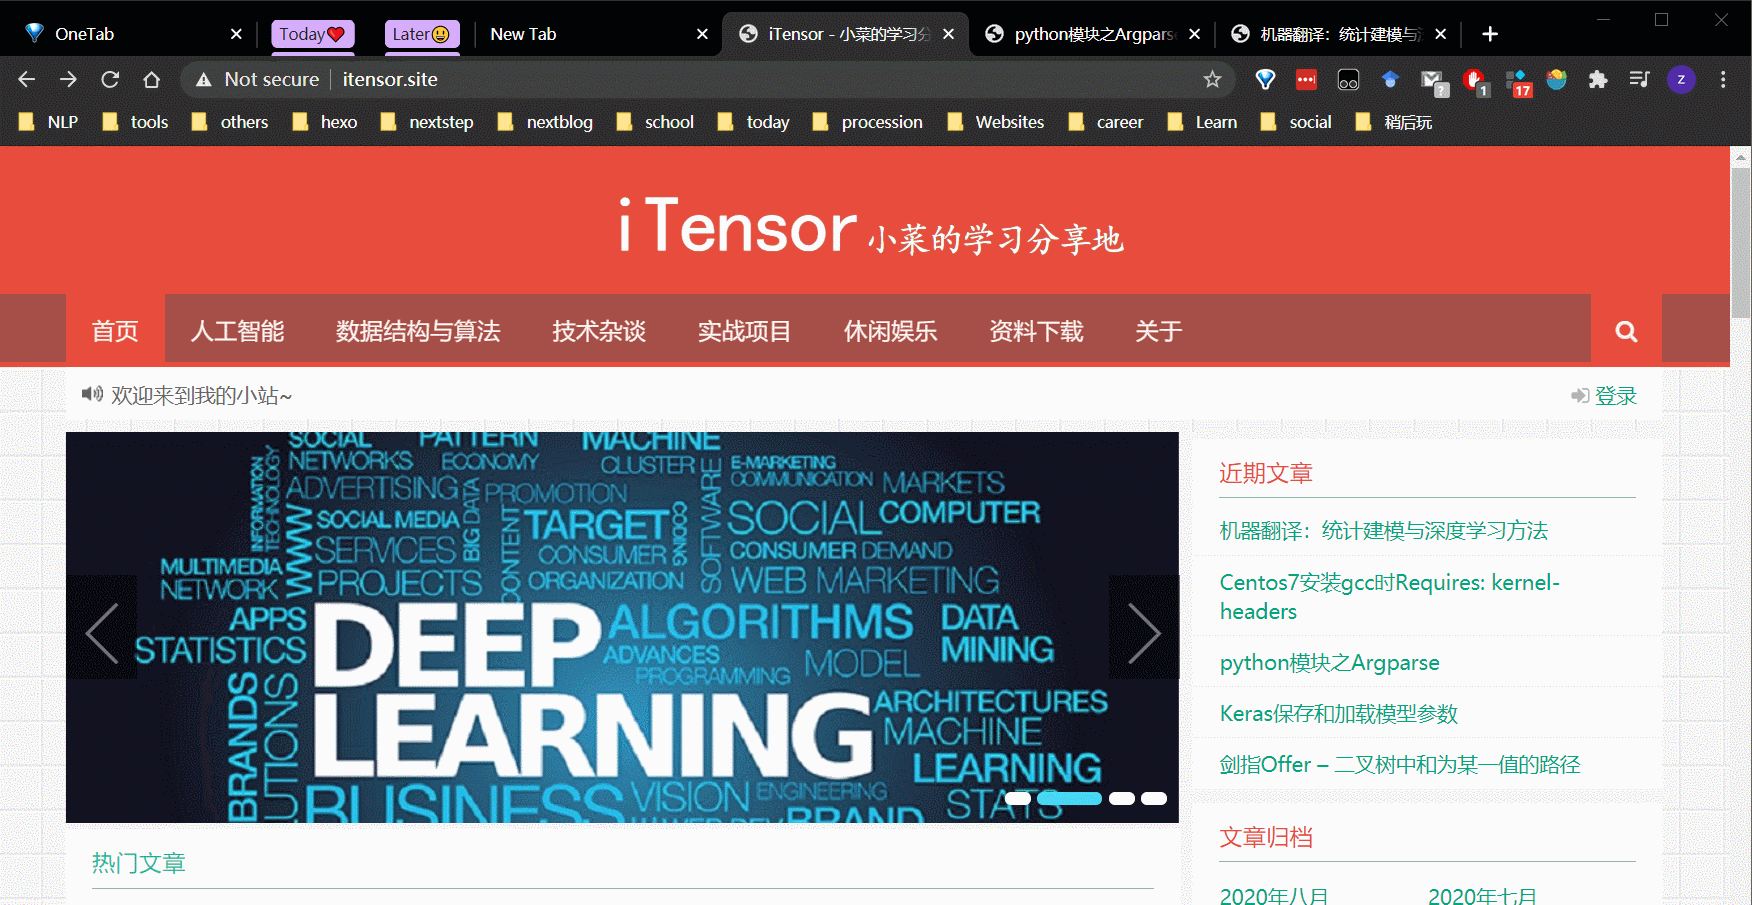 OneTab
Today❤
Later😀
New Tab
iTensor - 小菜的学习分
python模块之Argparse
机器翻译：统计建模与
Not secure
itensor.site
1
17
z
NLP
tools
others
hexo
nextstep
nextblog
school
today
procession
Websites
career
Learn
social
稍后玩
iTensor 小菜的学习分享地
首页
人工智能
数据结构与算法
技术杂谈
实战项目
休闲娱乐
资料下载
关于
欢迎来到我的小站~
登录
SOCIAL
PATTERN
MACHINE
NETWORKS
ECONOMY
CLUSTER
E-MARKETING
COMMUNICATION
MARKETS
INFORMATION
TECHNOLOGY
ADVERTISING
BIG DATA
PROMOTION
SOFTWARE
WWW
SOCIAL MEDIA
CONTENT
TARGET
CODING
SOCIAL
COMPUTER
SERVICES
CONSUMER
CONSUMER DEMAND
MULTIMEDIA
NETWORK
PROJECTS
ORGANIZATION
WEB MARKETING
APPS
STATISTICS
DEEP
ALGORITHMS
DATA
MINING
ADVANCES
PROGRAMMING
MODEL
BRANDS
UTIONS
LEARNING
ARCHITECTURES
MACHINE
LEARNING
BUSINESS
VISION
ENGINEERING
STATS
WEB DEV
BRAND
近期文章
机器翻译：统计建模与深度学习方法
Centos7安装gcc时Requires: kernel-
headers
python模块之Argparse
Keras保存和加载模型参数
剑指Offer – 二叉树中和为某一值的路径
文章归档
2020年八月
2020年七月
热门文章